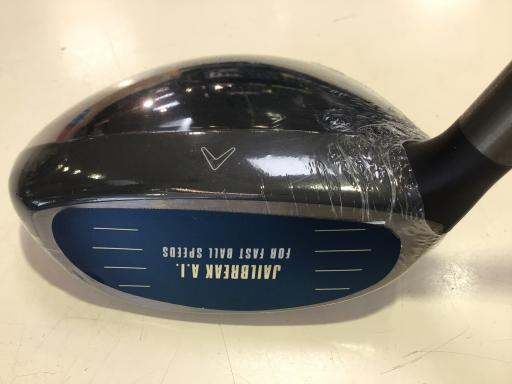 JAILBREAK A.I.
FOR FAST BALL SPEEDS